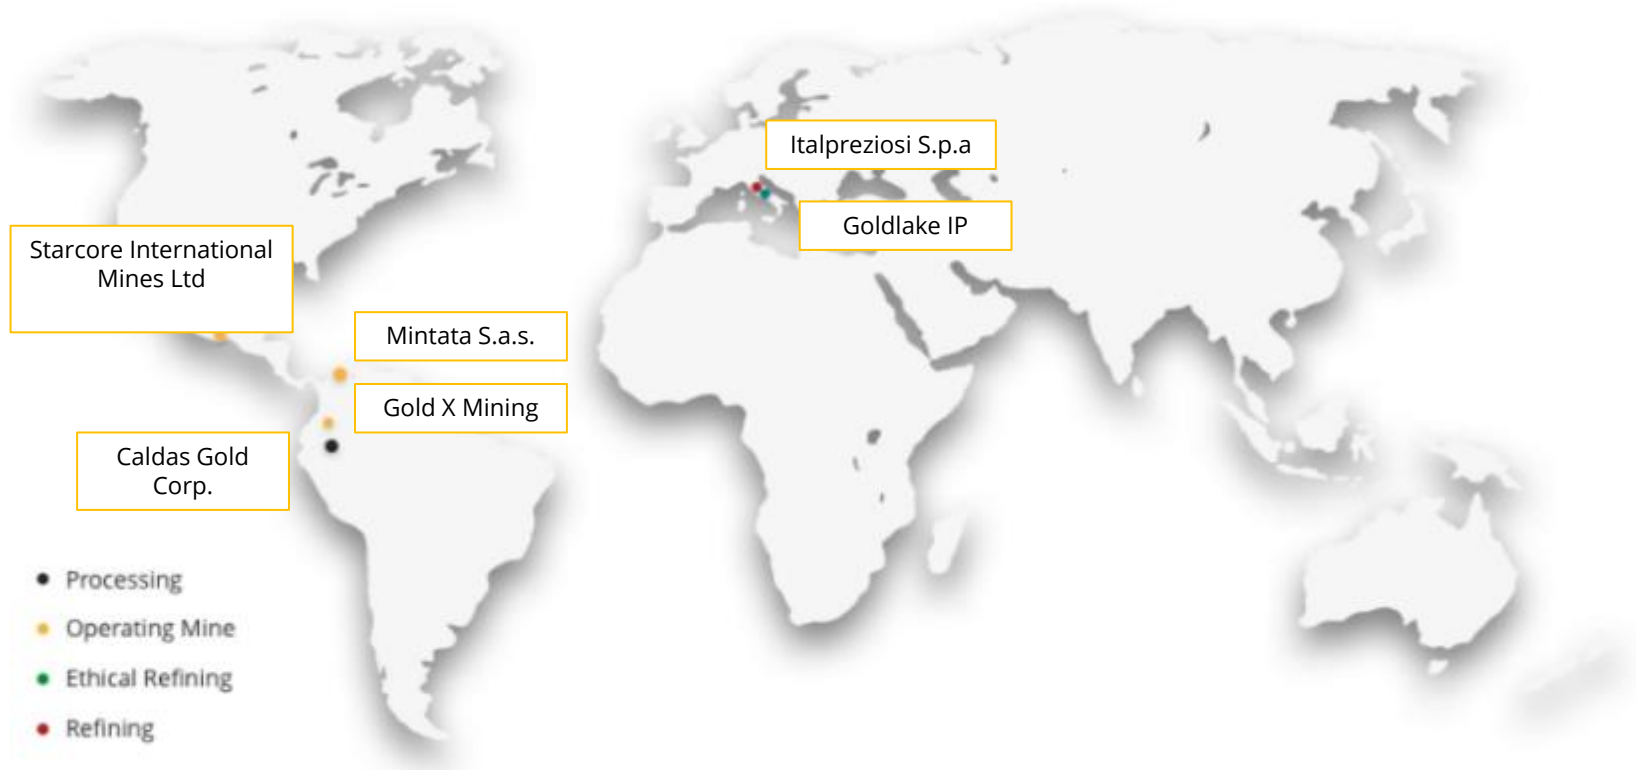 Italpreziosi S.p.a
Goldlake IP
Starcore International
Mines Ltd
Mintata S.a.s.
Gold X Mining
Caldas Gold
Corp.
Processing
Operating Mine
Ethical Refining
Refining